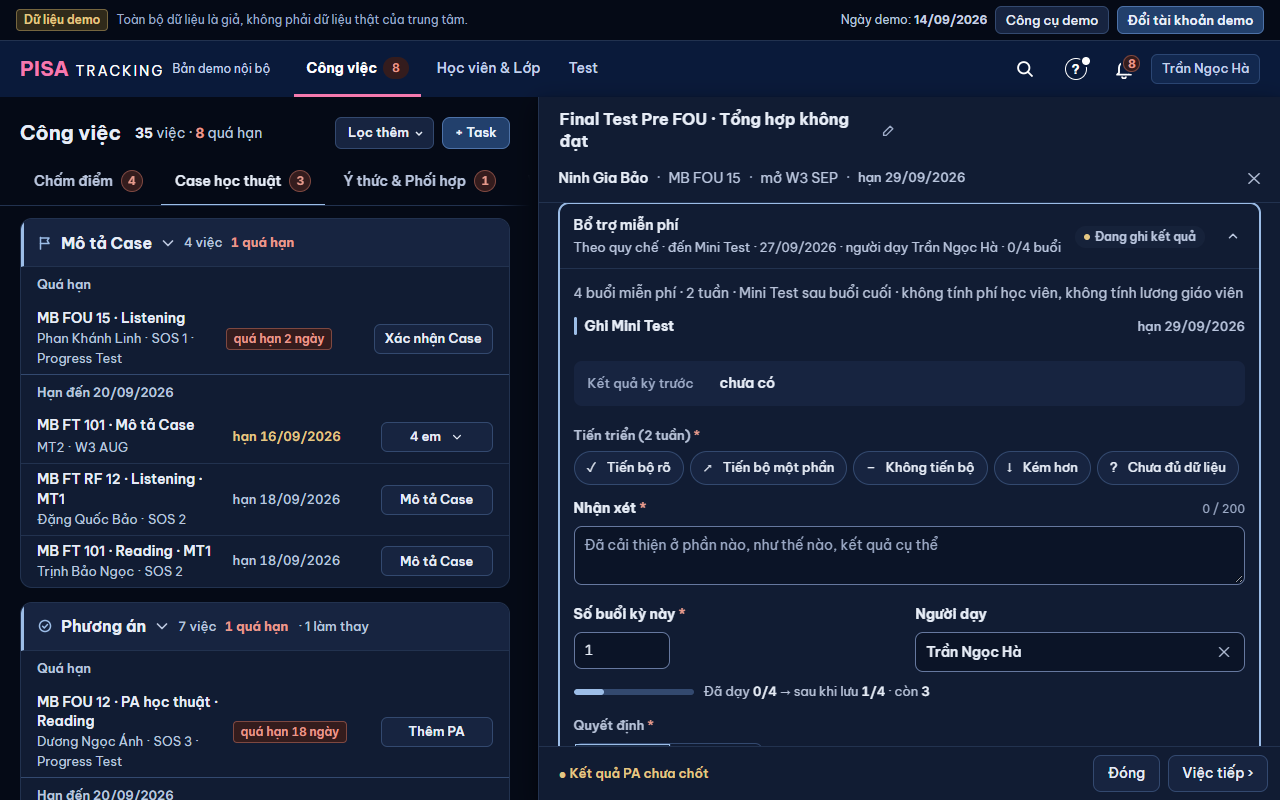 Dữ liệu demo Toàn bộ dữ liệu là giả, không phải dữ liệu thật của trung tâm.
Ngày demo: 14/09/2026 Công cụ demo Đổi tài khoản demo
PISA TRACKING Bản demo nội bộ Công việc 8 Học viên & Lớp Test
? 8 Trần Ngọc Hà
Công việc 35 việc · 8 quá hạn Lọc thêm + Task
Chấm điểm 4 Case học thuật 3 Ý thức & Phối hợp 1
Mô tả Case 4 việc 1 quá hạn
Quá hạn
MB FOU 15 · Listening
Phan Khánh Linh · SOS 1 ·
Progress Test
quá hạn 2 ngày
Xác nhận Case
Hạn đến 20/09/2026
MB FT 101 · Mô tả Case
MT2 · W3 AUG
hạn 16/09/2026
4 em
MB FT RF 12 · Listening ·
MT1
Đặng Quốc Bảo · SOS 2
hạn 18/09/2026
Mô tả Case
MB FT 101 · Reading · MT1
Trịnh Bảo Ngọc · SOS 2
hạn 18/09/2026
Mô tả Case
Phương án 7 việc 1 quá hạn · 1 làm thay
Quá hạn
MB FOU 12 · PA học thuật ·
Reading
Dương Ngọc Ánh · SOS 3 ·
Progress Test
quá hạn 18 ngày
Thêm PA
Hạn đến 20/09/2026
Final Test Pre FOU · Tổng hợp không
đạt
Ninh Gia Bảo · MB FOU 15 · mở W3 SEP · hạn 29/09/2026
Bổ trợ miễn phí
Theo quy chế · đến Mini Test · 27/09/2026 · người dạy Trần Ngọc Hà · 0/4 buổi
Đang ghi kết quả
4 buổi miễn phí · 2 tuần · Mini Test sau buổi cuối · không tính phí học viên, không tính lương giáo viên
Ghi Mini Test hạn 29/09/2026
Kết quả kỳ trước chưa có
Tiến triển (2 tuần) *
✓ Tiến bộ rõ ↗ Tiến bộ một phần – Không tiến bộ ↓ Kém hơn ? Chưa đủ dữ liệu
Nhận xét * 0 / 200
Đã cải thiện ở phần nào, như thế nào, kết quả cụ thể
Số buổi kỳ này * Người dạy
1 Trần Ngọc Hà
Đã dạy 0/4 → sau khi lưu 1/4 · còn 3
Quyết định *
Kết quả PA chưa chốt Đóng Việc tiếp ›